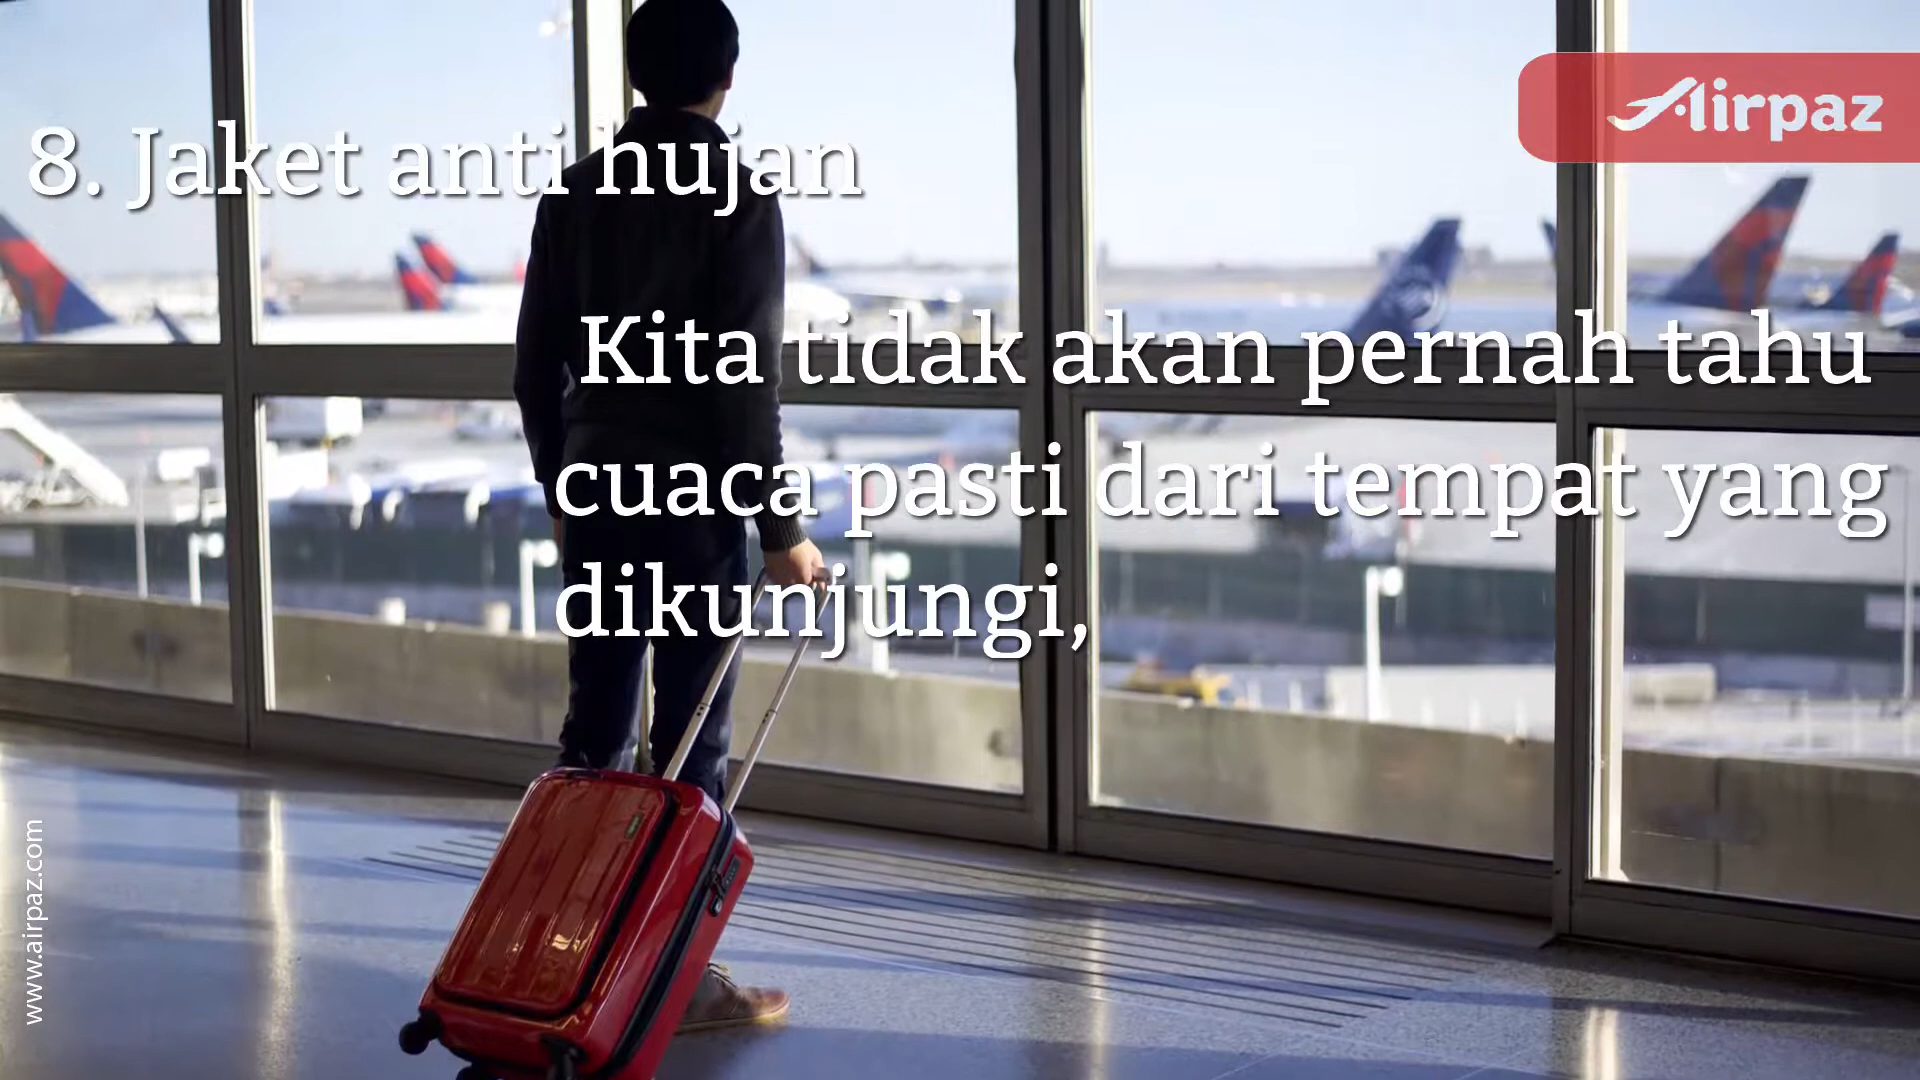 Airpaz
8. Jaket anti hujan
Kita tidak akan pernah tahu
cuaca pasti dari tempat yang
dikunjungi,
www.airpaz.com